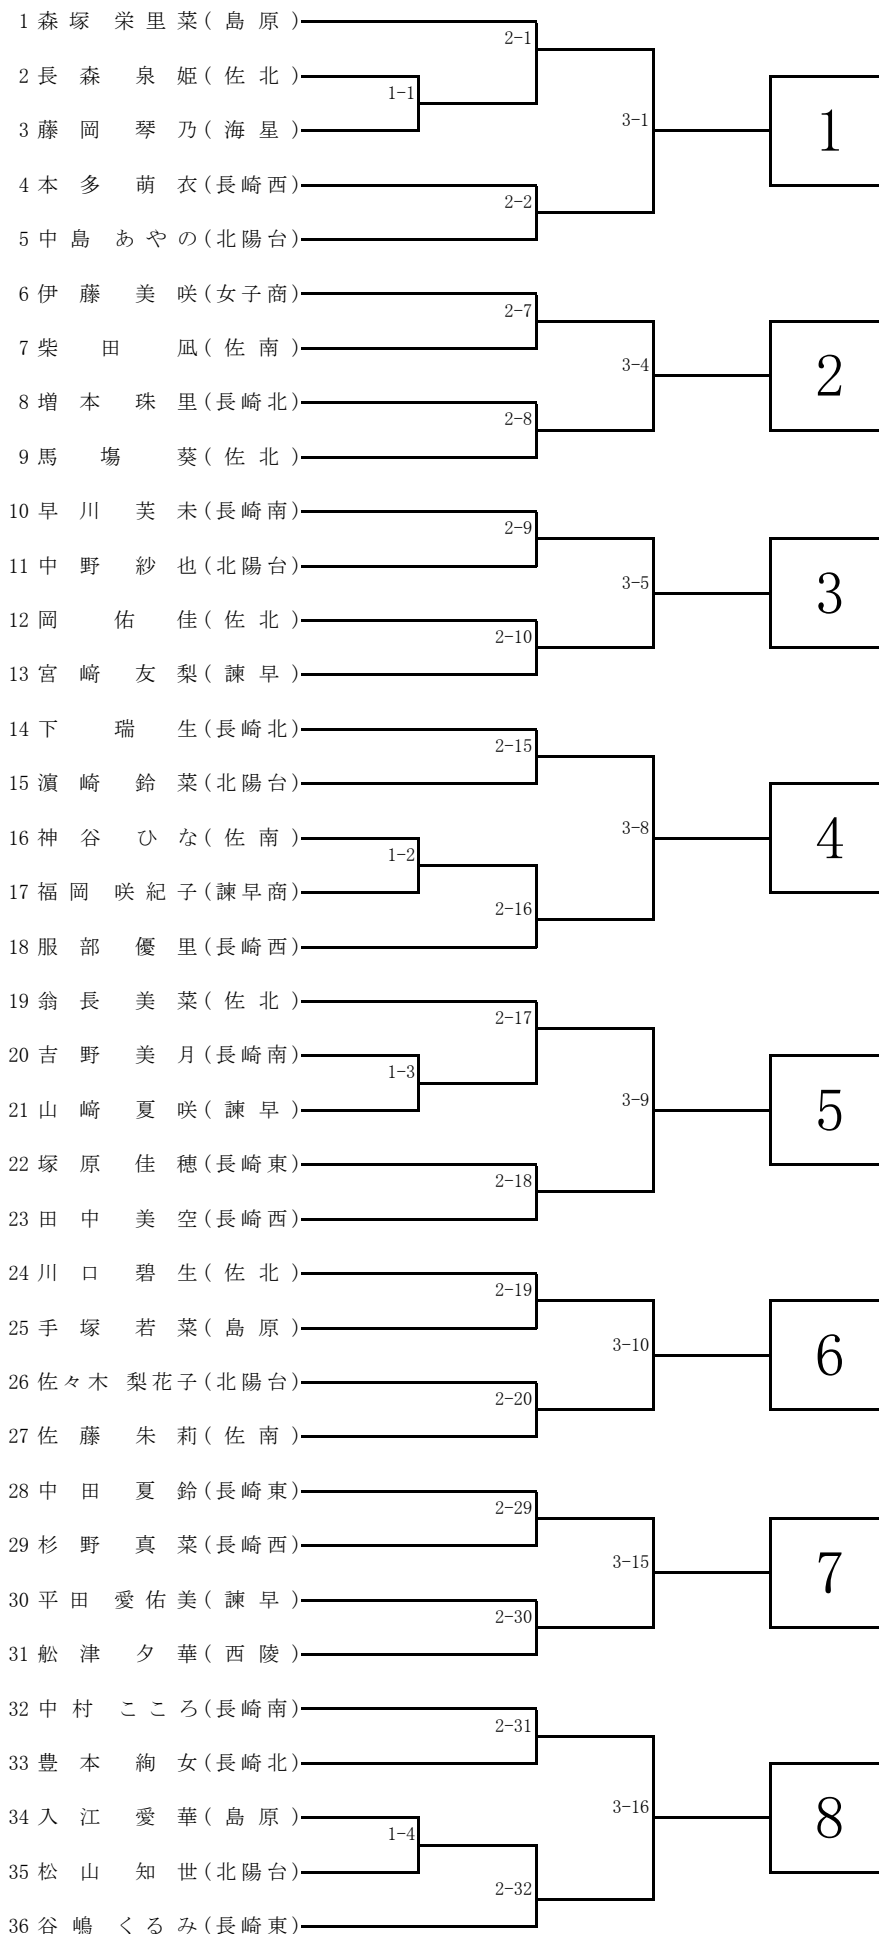 1 森塚 栄里菜(島原)
2-1
2 長森 泉姫(佐北)
1-1
3 藤岡 琴乃(海星)
3-1
1
4 本多 萌衣(長崎西)
2-2
5 中島 あやの(北陽台)
6 伊藤 美咲(女子商)
2-7
7 柴田 凪(佐南)
3-4
2
8 増本 珠里(長崎北)
2-8
9 馬塲 葵(佐北)
10 早川 芙未(長崎南)
2-9
11 中野 紗也(北陽台)
3-5
3
12 岡 佑佳(佐北)
2-10
13 宮﨑 友梨(諫早)
14 下 瑞生(長崎北)
2-15
15 濵崎 鈴菜(北陽台)
3-8
4
16 神谷 ひな(佐南)
1-2
17 福岡 咲紀子(諫早商)
2-16
18 服部 優里(長崎西)
19 翁長 美菜(佐北)
2-17
20 吉野 美月(長崎南)
1-3
21 山﨑 夏咲(諫早)
3-9
5
22 塚原 佳穂(長崎東)
2-18
23 田中 美空(長崎西)
24 川口 碧生(佐北)
2-19
25 手塚 若菜(島原)
3-10
6
26 佐々木 梨花子(北陽台)
2-20
27 佐藤 朱莉(佐南)
28 中田 夏鈴(長崎東)
2-29
29 杉野 真菜(長崎西)
3-15
7
30 平田 愛佑美(諫早)
2-30
31 舩津 夕華(西陵)
32 中村 こころ(長崎南)
2-31
33 豊本 絢女(長崎北)
3-16
8
34 入江 愛華(島原)
1-4
35 松山 知世(北陽台)
2-32
36 谷嶋 くるみ(長崎東)